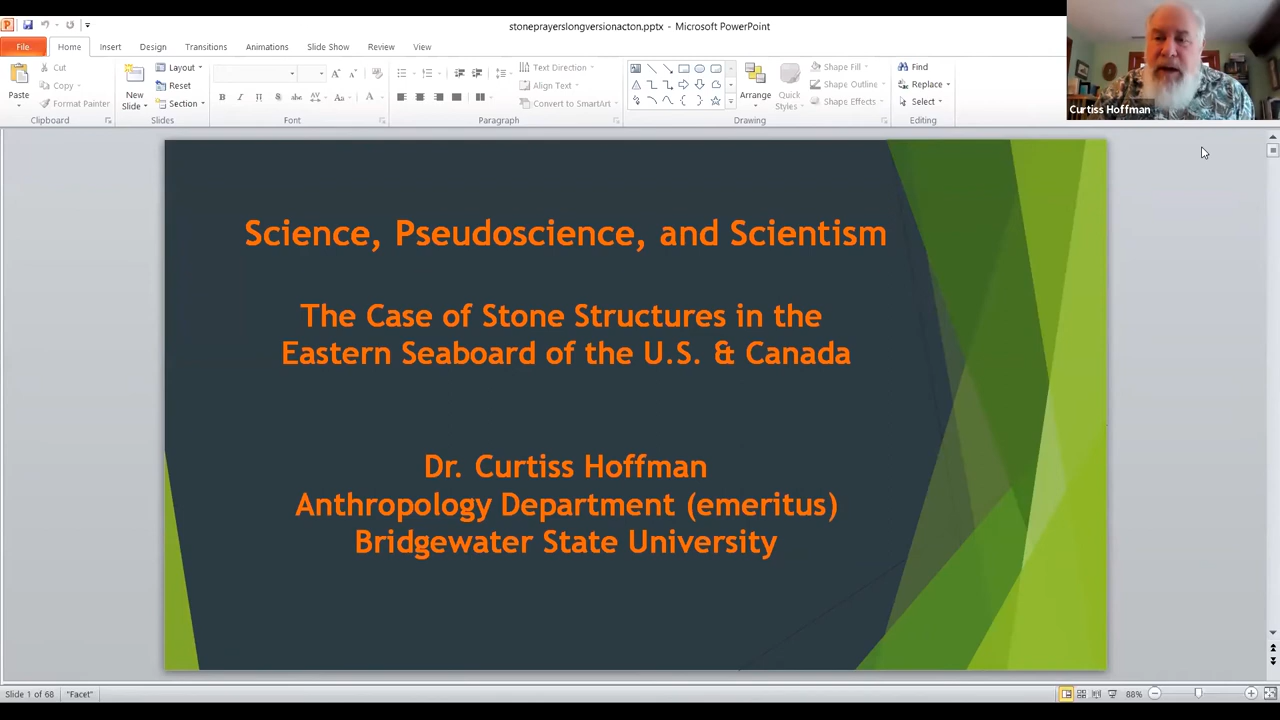 stoneprayerslongversionacton.pptx - Microsoft PowerPoint
File
Home
Insert
Design
Transitions
Animations
Slide Show
Review
View
Paste
Cut
Copy
Format Painter
Clipboard
New
Slide
Layout
Reset
Section
Slides
B I U S abc AV Aa A
Font
Text Direction
Align Text
Convert to SmartArt
Paragraph
Arrange
Quick
Styles
Shape Fill
Shape Outline
Shape Effects
Drawing
Find
Replace
Select
Editing
Curtiss Hoffman
Science, Pseudoscience, and Scientism
The Case of Stone Structures in the
Eastern Seaboard of the U.S. & Canada
Dr. Curtiss Hoffman
Anthropology Department (emeritus)
Bridgewater State University
Slide 1 of 68
"Facet"
88%